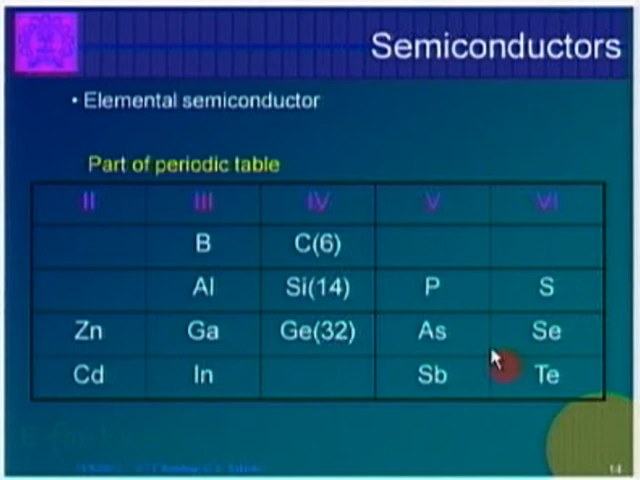 Semiconductors
• Elemental semiconductor
Part of periodic table
II III IV V VI
B C(6)
Al Si(14) P S
Zn Ga Ge(32) As Se
Cd In Sb Te
14